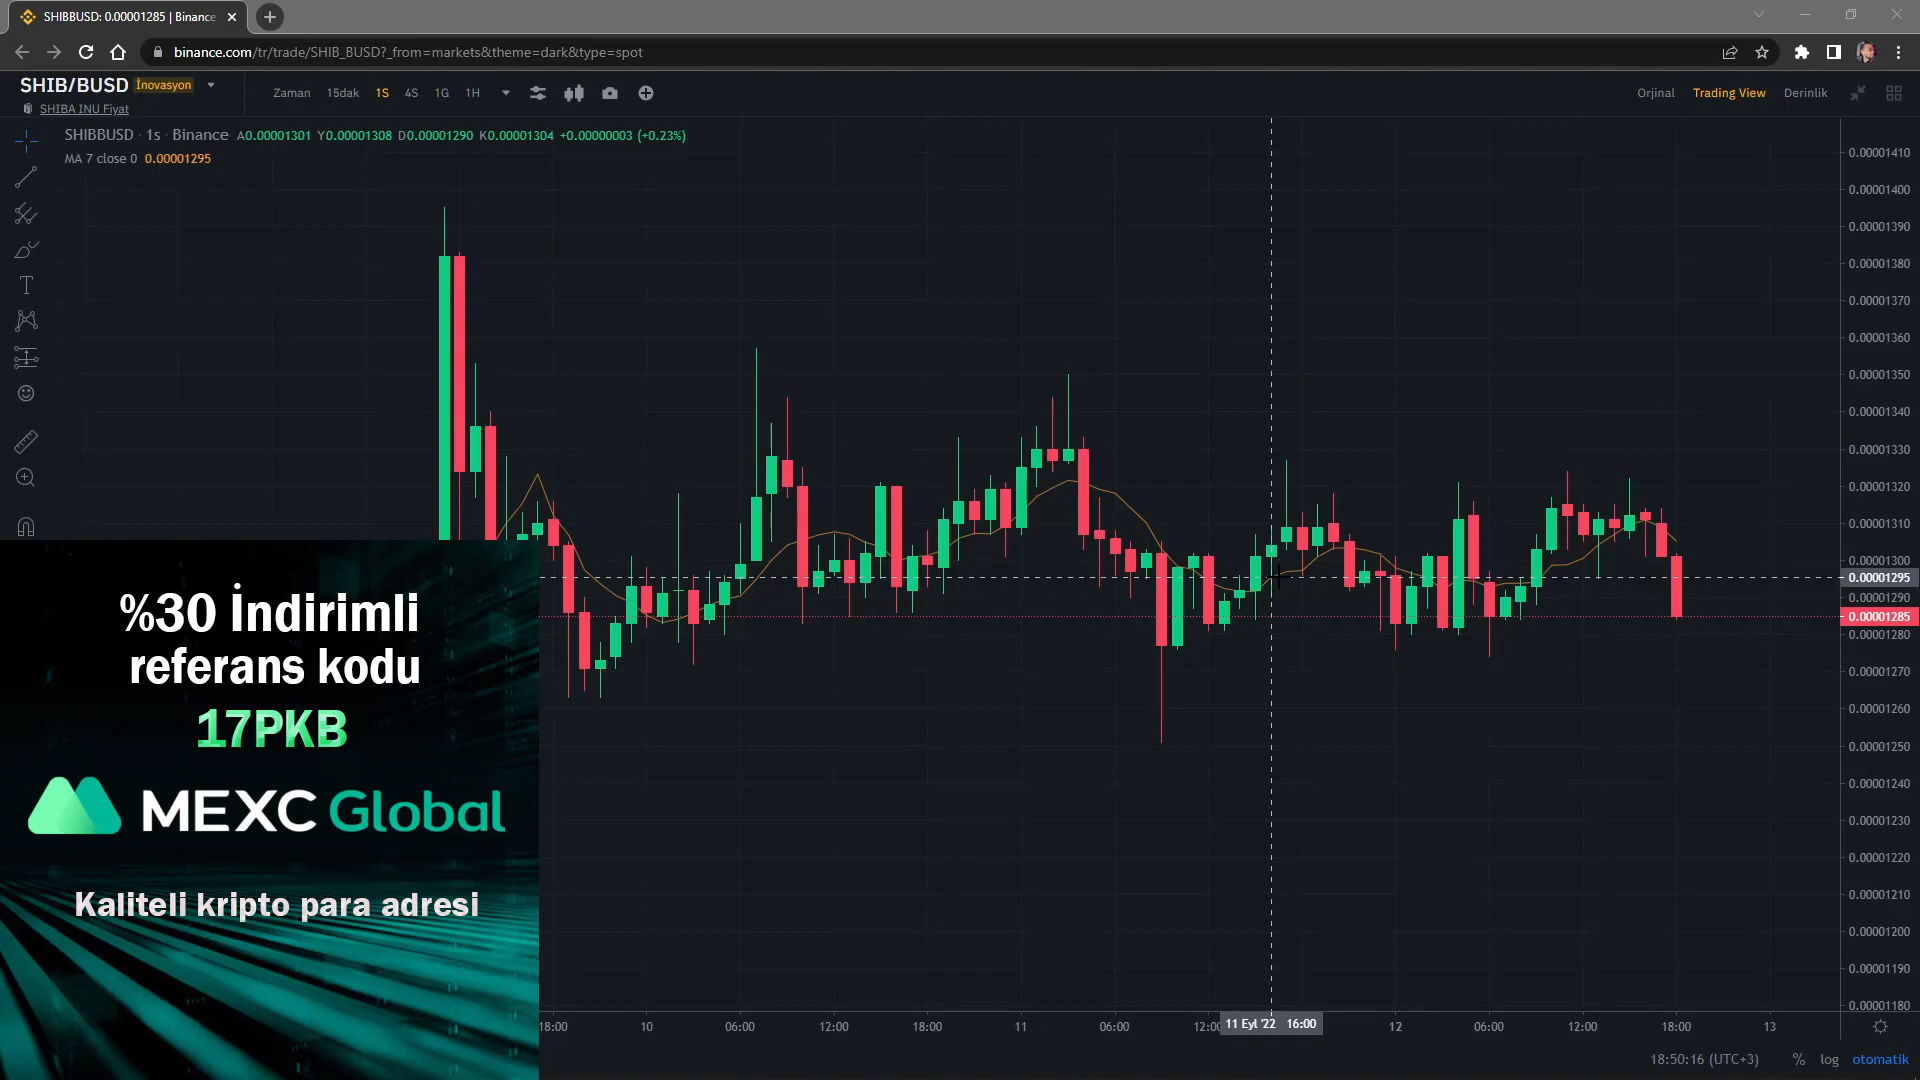 SHIBBUSD: 0.00001285 | Binance
binance.com/tr/trade/SHIB_BUSD?_from=markets&theme=dark&type=spot
SHIB/BUSD İnovasyon
SHIBA INU Fiyat
Zaman 15dak 1S 4S 1G 1H
Orjinal Trading View Derinlik
SHIBBUSD · 1s · Binance A0.00001301 Y0.00001308 D0.00001290 K0.00001304 +0.00000003 (+0.23%)
MA 7 close 0 0.00001295
0.00001410
0.00001400
0.00001390
0.00001380
0.00001370
0.00001360
0.00001350
0.00001340
0.00001330
0.00001320
0.00001310
0.00001300
0.00001295
0.00001290
0.00001285
0.00001280
0.00001270
0.00001260
0.00001250
0.00001240
0.00001230
0.00001220
0.00001210
0.00001200
0.00001190
0.00001180
%30 İndirimli
referans kodu
17PKB
MEXC Global
Kaliteli kripto para adresi
18:00 10 06:00 12:00 18:00 11 06:00 12:00 11 Eyl '22 16:00 12 06:00 12:00 18:00 13
18:50:16 (UTC+3) % log otomatik